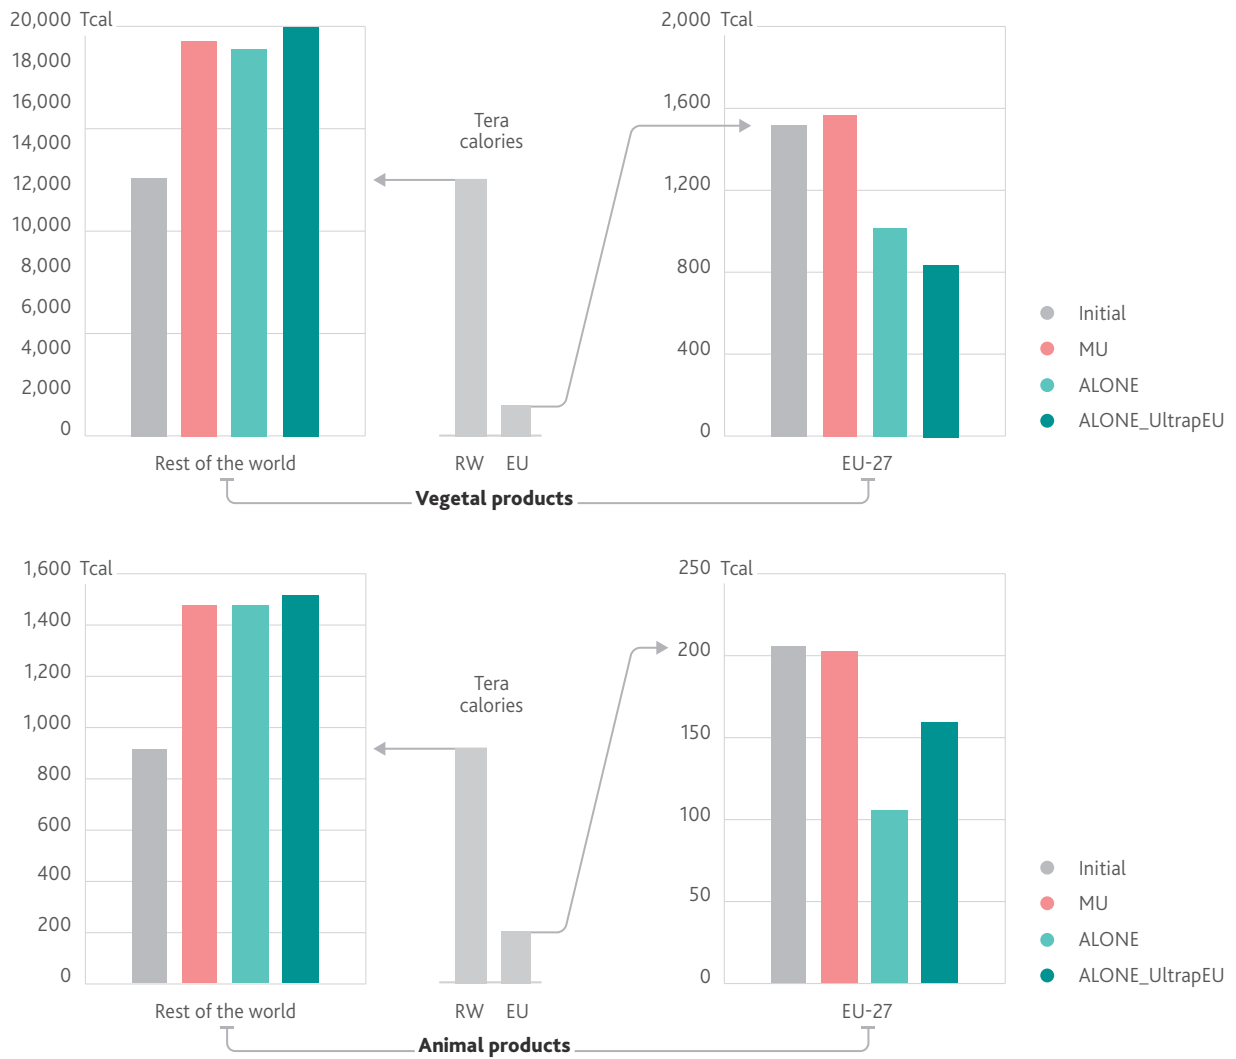 20,000 Tcal
18,000
16,000
14,000
12,000
10,000
8,000
6,000
4,000
2,000
0
Rest of the world
Tera
calories
RW EU
2,000 Tcal
1,600
1,200
800
400
0
EU-27
Initial
MU
ALONE
ALONE_UltrapEU
Vegetal products
1,600 Tcal
1,400
1,200
1,000
800
600
400
200
0
Rest of the world
Tera
calories
RW EU
250 Tcal
200
150
100
50
0
EU-27
Initial
MU
ALONE
ALONE_UltrapEU
Animal products